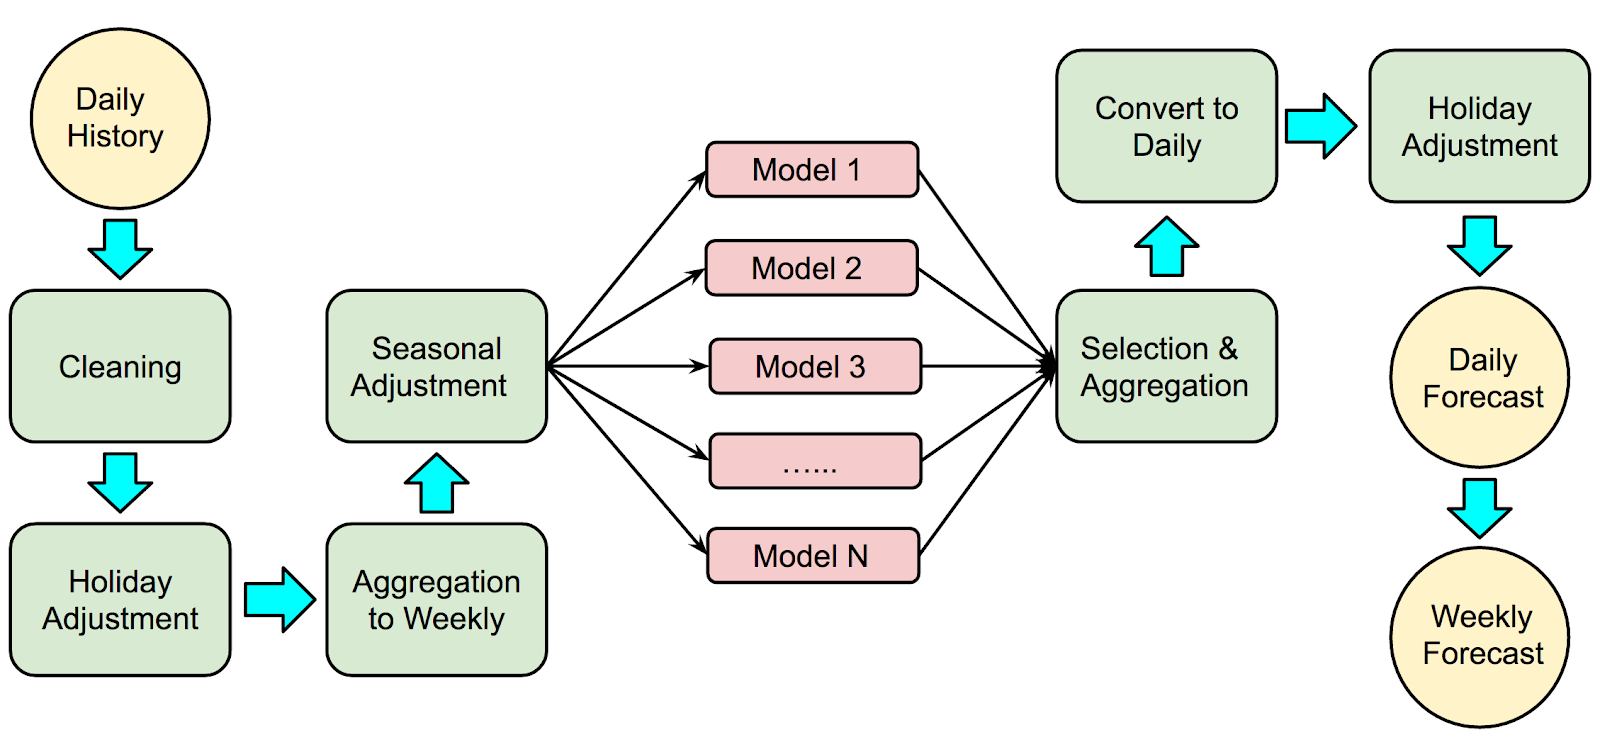 Daily
History
Cleaning
Holiday
Adjustment
Aggregation
to Weekly
Seasonal
Adjustment
Model 1
Model 2
Model 3
…...
Model N
Selection &
Aggregation
Convert to
Daily
Holiday
Adjustment
Daily
Forecast
Weekly
Forecast